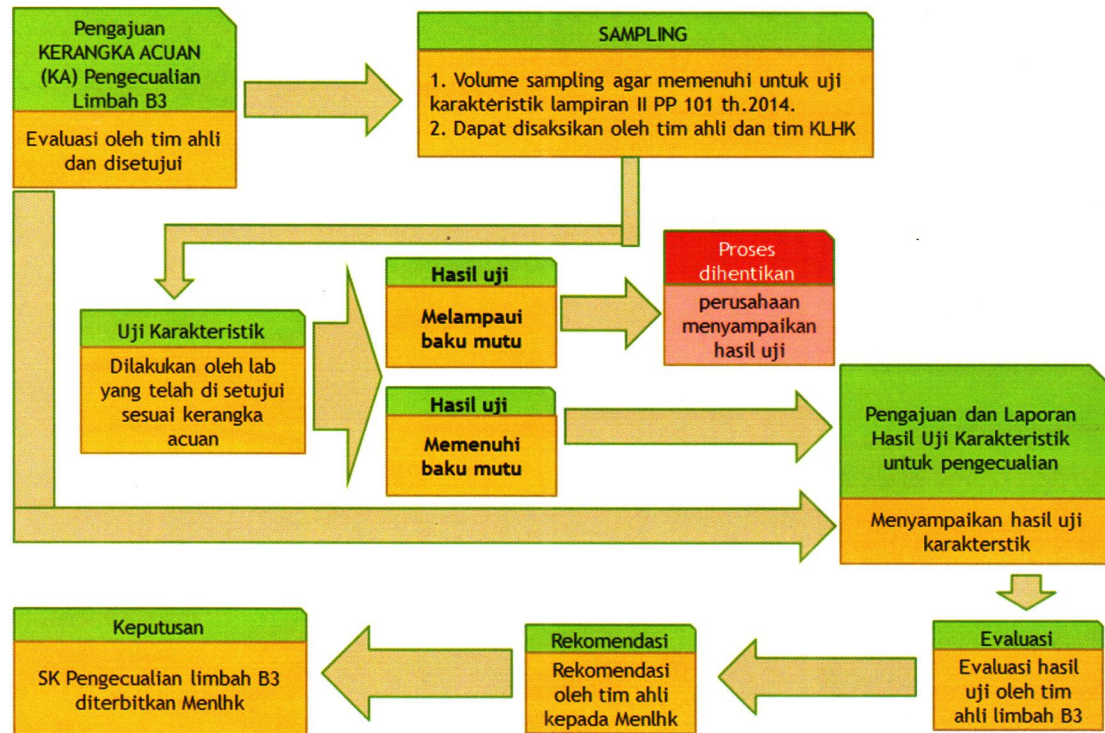 Pengajuan
KERANGKA ACUAN
(KA) Pengecualian
Limbah B3
Evaluasi oleh tim ahli
dan disetujui
SAMPLING
1. Volume sampling agar memenuhi untuk uji
karakteristik lampiran II PP 101 th.2014.
2. Dapat disaksikan oleh tim ahli dan tim KLHK
Uji Karakteristik
Dilakukan oleh lab
yang telah di setujui
sesuai kerangka
acuan
Hasil uji
Melampaui
baku mutu
Proses
dihentikan
perusahaan
menyampaikan
hasil uji
Hasil uji
Memenuhi
baku mutu
Pengajuan dan Laporan
Hasil Uji Karakteristik
untuk pengecualian
Menyampaikan hasil uji
karakterstik
Evaluasi
Evaluasi hasil
uji oleh tim
ahli limbah B3
Rekomendasi
Rekomendasi
oleh tim ahli
kepada Menlhk
Keputusan
SK Pengecualian limbah B3
diterbitkan Menlhk